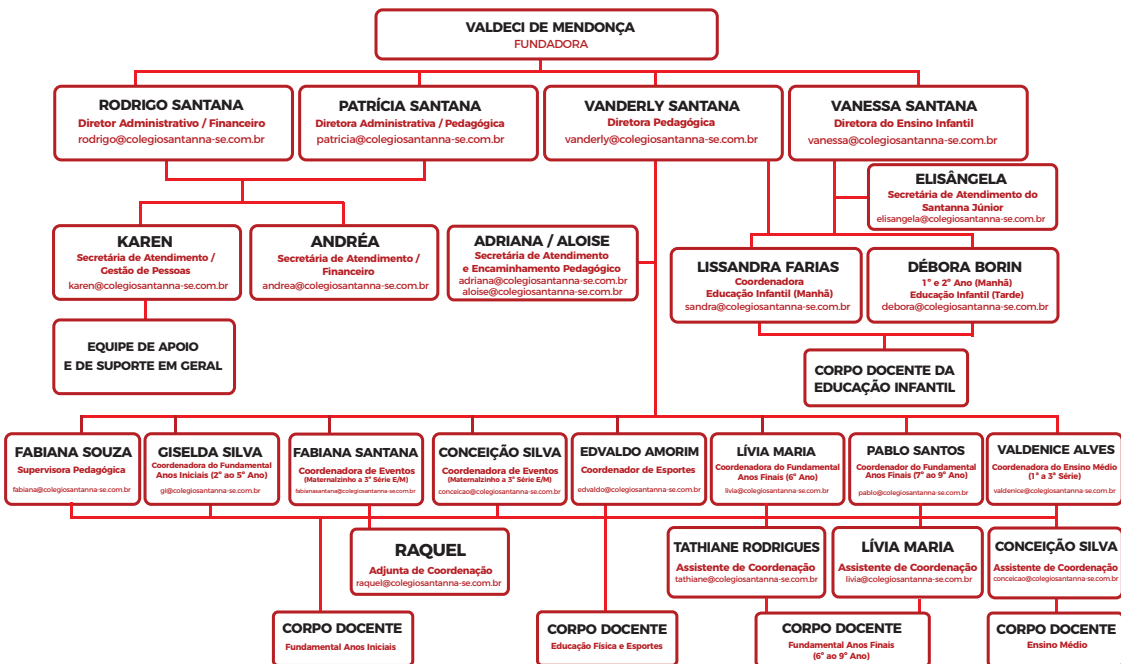 VALDECI DE MENDONÇA
FUNDADORA
RODRIGO SANTANA
Diretor Administrativo / Financeiro
rodrigo@colegiosantanna-se.com.br
PATRÍCIA SANTANA
Diretora Administrativa / Pedagógica
patricia@colegiosantanna-se.com.br
VANDERLY SANTANA
Diretora Pedagógica
vanderly@colegiosantanna-se.com.br
VANESSA SANTANA
Diretora do Ensino Infantil
vanessa@colegiosantanna-se.com.br
ELISÂNGELA
Secretária de Atendimento do
Santanna Júnior
elisangela@colegiosantanna-se.com.br
KAREN
Secretária de Atendimento /
Gestão de Pessoas
karen@colegiosantanna-se.com.br
ANDRÉA
Secretária de Atendimento /
Financeiro
andrea@colegiosantanna-se.com.br
ADRIANA / ALOISE
Secretária de Atendimento
e Encaminhamento Pedagógico
adriana@colegiosantanna-se.com.br
aloise@colegiosantanna-se.com.br
LISSANDRA FARIAS
Coordenadora
Educação Infantil (Manhã)
sandra@colegiosantanna-se.com.br
DÉBORA BORIN
1º e 2º Ano (Manhã)
Educação Infantil (Tarde)
debora@colegiosantanna-se.com.br
EQUIPE DE APOIO
E DE SUPORTE EM GERAL
CORPO DOCENTE DA
EDUCAÇÃO INFANTIL
FABIANA SOUZA
Supervisora Pedagógica
fabiana@colegiosantanna-se.com.br
GISELDA SILVA
Coordenadora do Fundamental
Anos Iniciais (2º ao 5º Ano)
gi@colegiosantanna-se.com.br
FABIANA SANTANA
Coordenadora de Eventos
(Maternalzinho a 3ª Série E/M)
fabianasantana@colegiosantanna-se.com.br
CONCEIÇÃO SILVA
Coordenadora de Eventos
(Maternalzinho a 3ª Série E/M)
conceicao@colegiosantanna-se.com.br
EDVALDO AMORIM
Coordenador de Esportes
edvaldo@colegiosantanna-se.com.br
LÍVIA MARIA
Coordenadora do Fundamental
Anos Finais (6º Ano)
livia@colegiosantanna-se.com.br
PABLO SANTOS
Coordenador do Fundamental
Anos Finais (7º ao 9º Ano)
pablo@colegiosantanna-se.com.br
VALDENICE ALVES
Coordenadora do Ensino Médio
(1ª a 3ª Série)
valdenice@colegiosantanna-se.com.br
RAQUEL
Adjunta de Coordenação
raquel@colegiosantanna-se.com.br
TATHIANE RODRIGUES
Assistente de Coordenação
tathiane@colegiosantanna-se.com.br
LÍVIA MARIA
Assistente de Coordenação
livia@colegiosantanna-se.com.br
CONCEIÇÃO SILVA
Assistente de Coordenação
conceicao@colegiosantanna-se.com.br
CORPO DOCENTE
Fundamental Anos Iniciais
CORPO DOCENTE
Educação Física e Esportes
CORPO DOCENTE
Fundamental Anos Finais
(6º ao 9º Ano)
CORPO DOCENTE
Ensino Médio